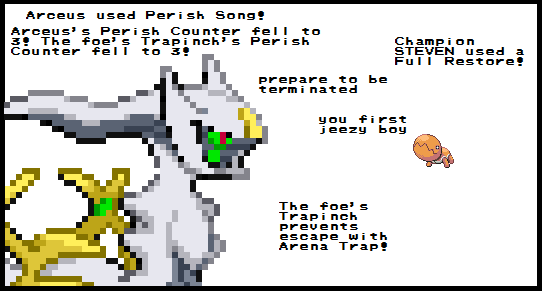 Arceus used Perish Song!
Arceus's Perish Counter fell to
3! The foe's Trapinch's Perish
Counter fell to 3!
Champion
STEVEN used a
Full Restore!
prepare to be
terminated
you first
jeezy boy
The foe's
Trapinch
prevents
escape with
Arena Trap!